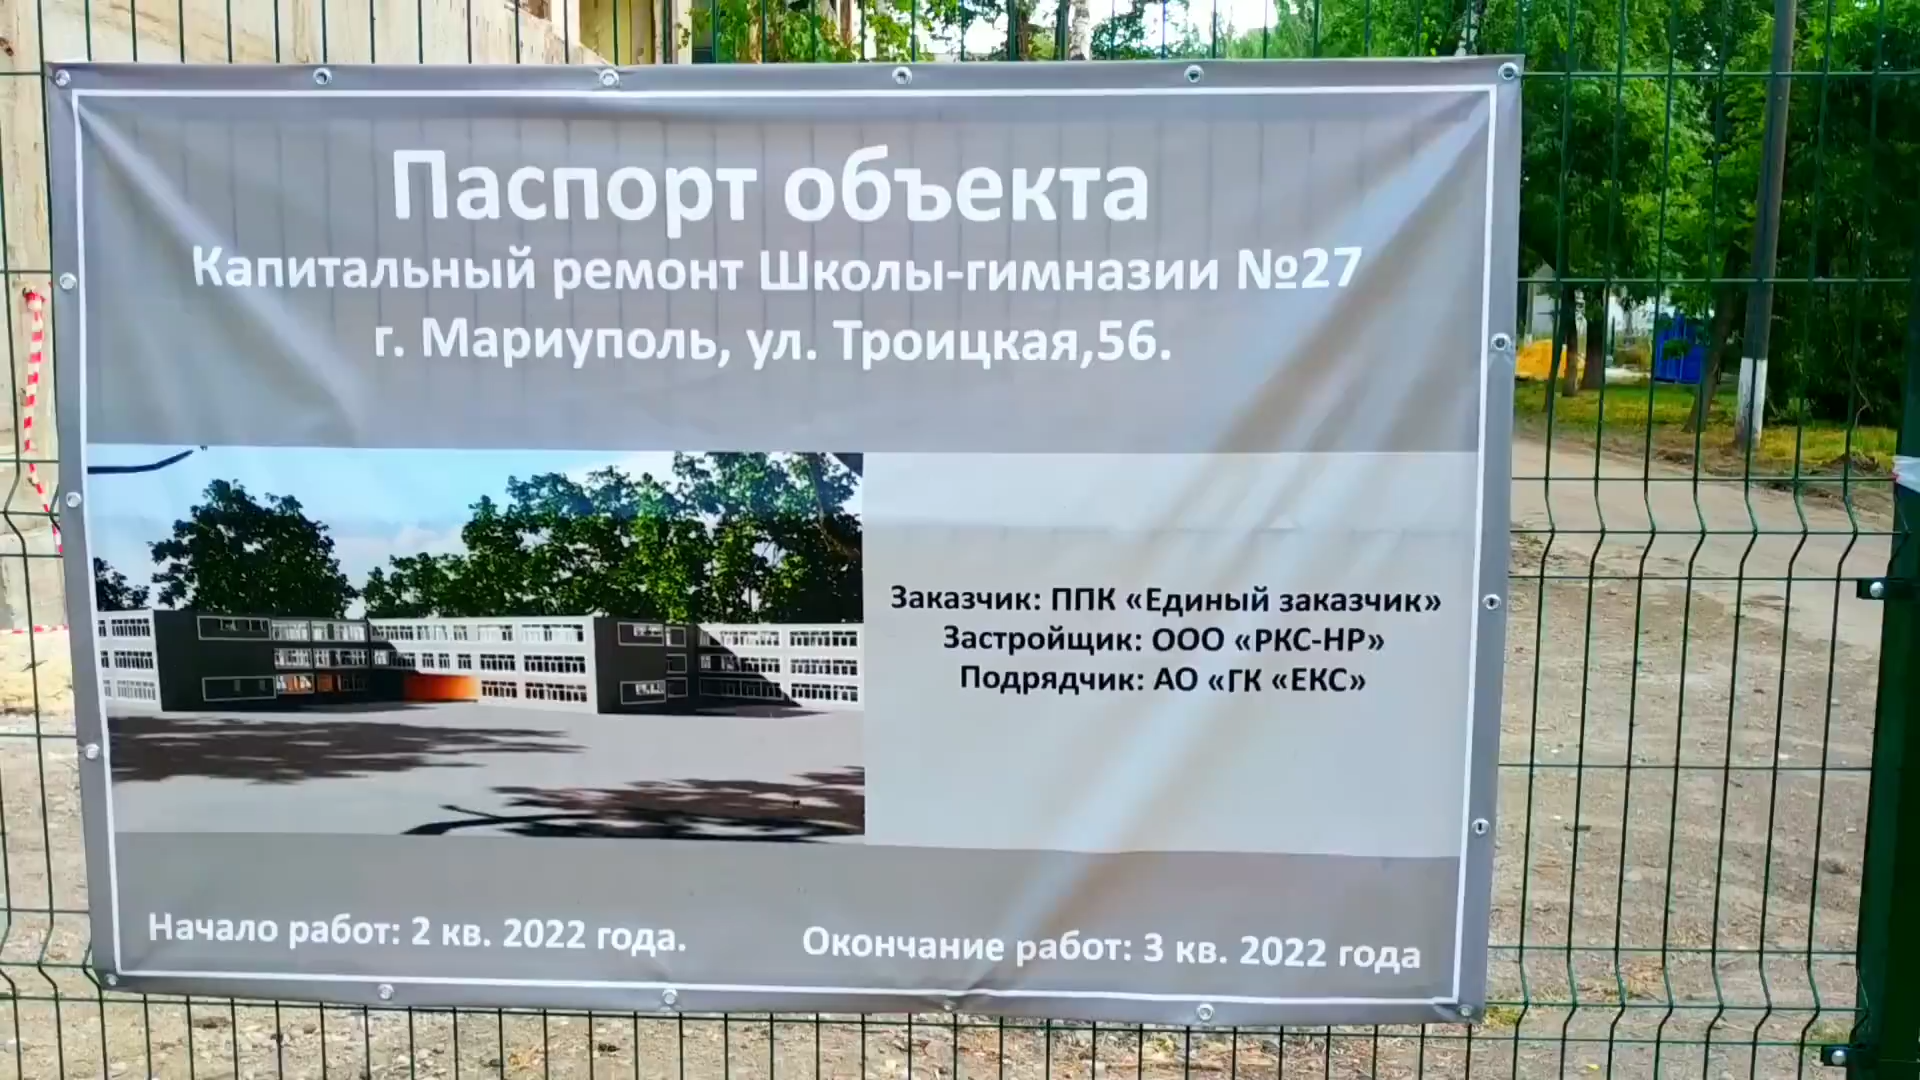 Паспорт объекта
Капитальный ремонт Школы-гимназии №27
г. Мариуполь, ул. Троицкая,56.
Заказчик: ППК «Единый заказчик»
Застройщик: ООО «РКС-НР»
Подрядчик: АО «ГК «ЕКС»
Начало работ: 2 кв. 2022 года.
Окончание работ: 3 кв. 2022 года